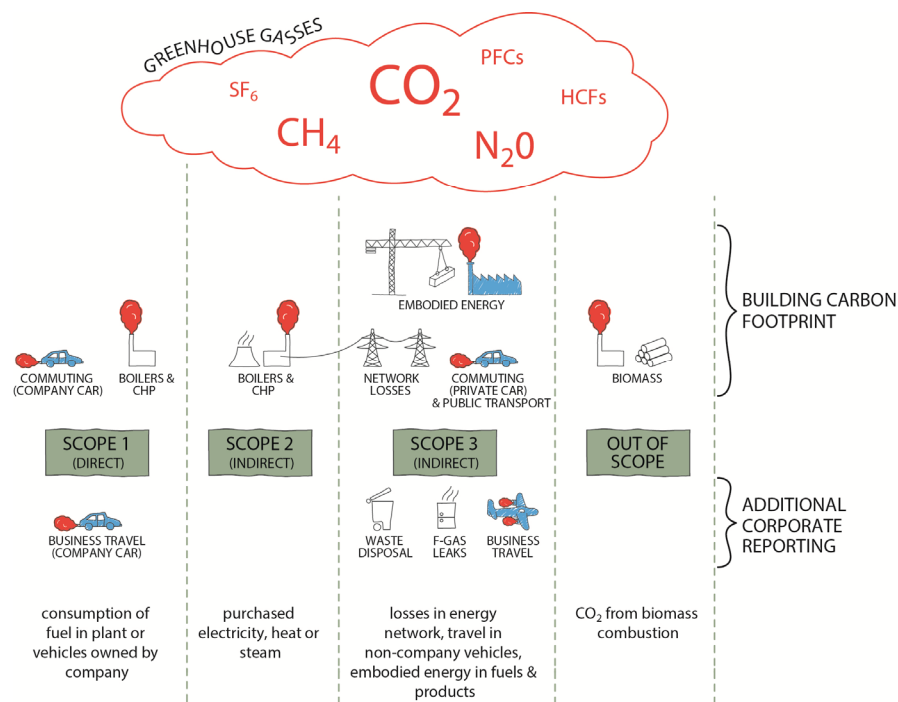 GREENHOUSE GASSES
SF6
CO2
PFCs
HCFs
CH4
N20
EMBODIED ENERGY
BUILDING CARBON
FOOTPRINT
COMMUTING
(COMPANY CAR)
BOILERS &
CHP
BOILERS &
CHP
NETWORK
LOSSES
COMMUTING
(PRIVATE CAR)
& PUBLIC TRANSPORT
BIOMASS
SCOPE 1
(DIRECT)
SCOPE 2
(INDIRECT)
SCOPE 3
(INDIRECT)
OUT OF
SCOPE
BUSINESS TRAVEL
(COMPANY CAR)
WASTE
DISPOSAL
F-GAS
LEAKS
BUSINESS
TRAVEL
ADDITIONAL
CORPORATE
REPORTING
consumption of
fuel in plant or
vehicles owned by
company
purchased
electricity, heat or
steam
losses in energy
network, travel in
non-company vehicles,
embodied energy in fuels &
products
CO2 from biomass
combustion